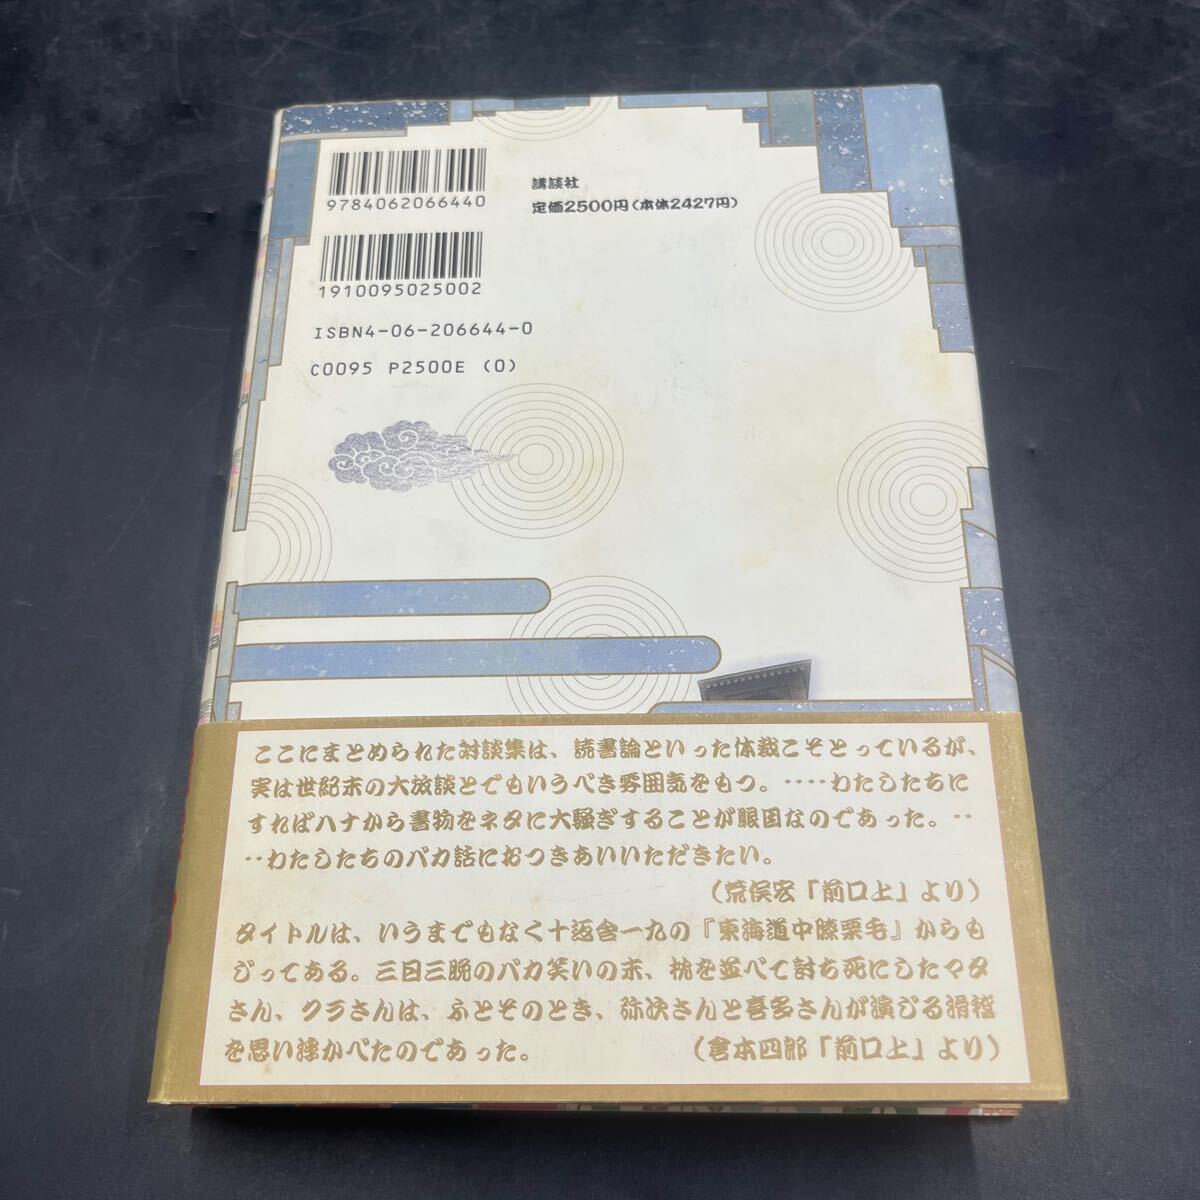 9784062066440
講談社
定価2500円(本体2427円)
1910095025002
ISBN4-06-206644-0
C0095 P2500E (0)
ここにまとめられた対談集は、読書論といった体裁こそとっているが、
実は世紀末の大放談とでもいうべき雰囲気をもつ。‥‥わたしたちに
すればハナから書物をネタに大騒ぎすることが眼目なのであった。‥
‥わたしたちのバカ話におつきあいいただきたい。
(荒俣宏「前口上」より)
タイトルは、いうまでもなく十返舎一九の『東海道中膝栗毛』からも
じってある。三日三晩のバカ笑いの末、枕を並べて討ち死にしたマタ
さん、クラさんは、ふとそのとき、弥次さんと喜多さんが演じる滑稽
を思い浮かべたのであった。
(倉本四郎「前口上」より)